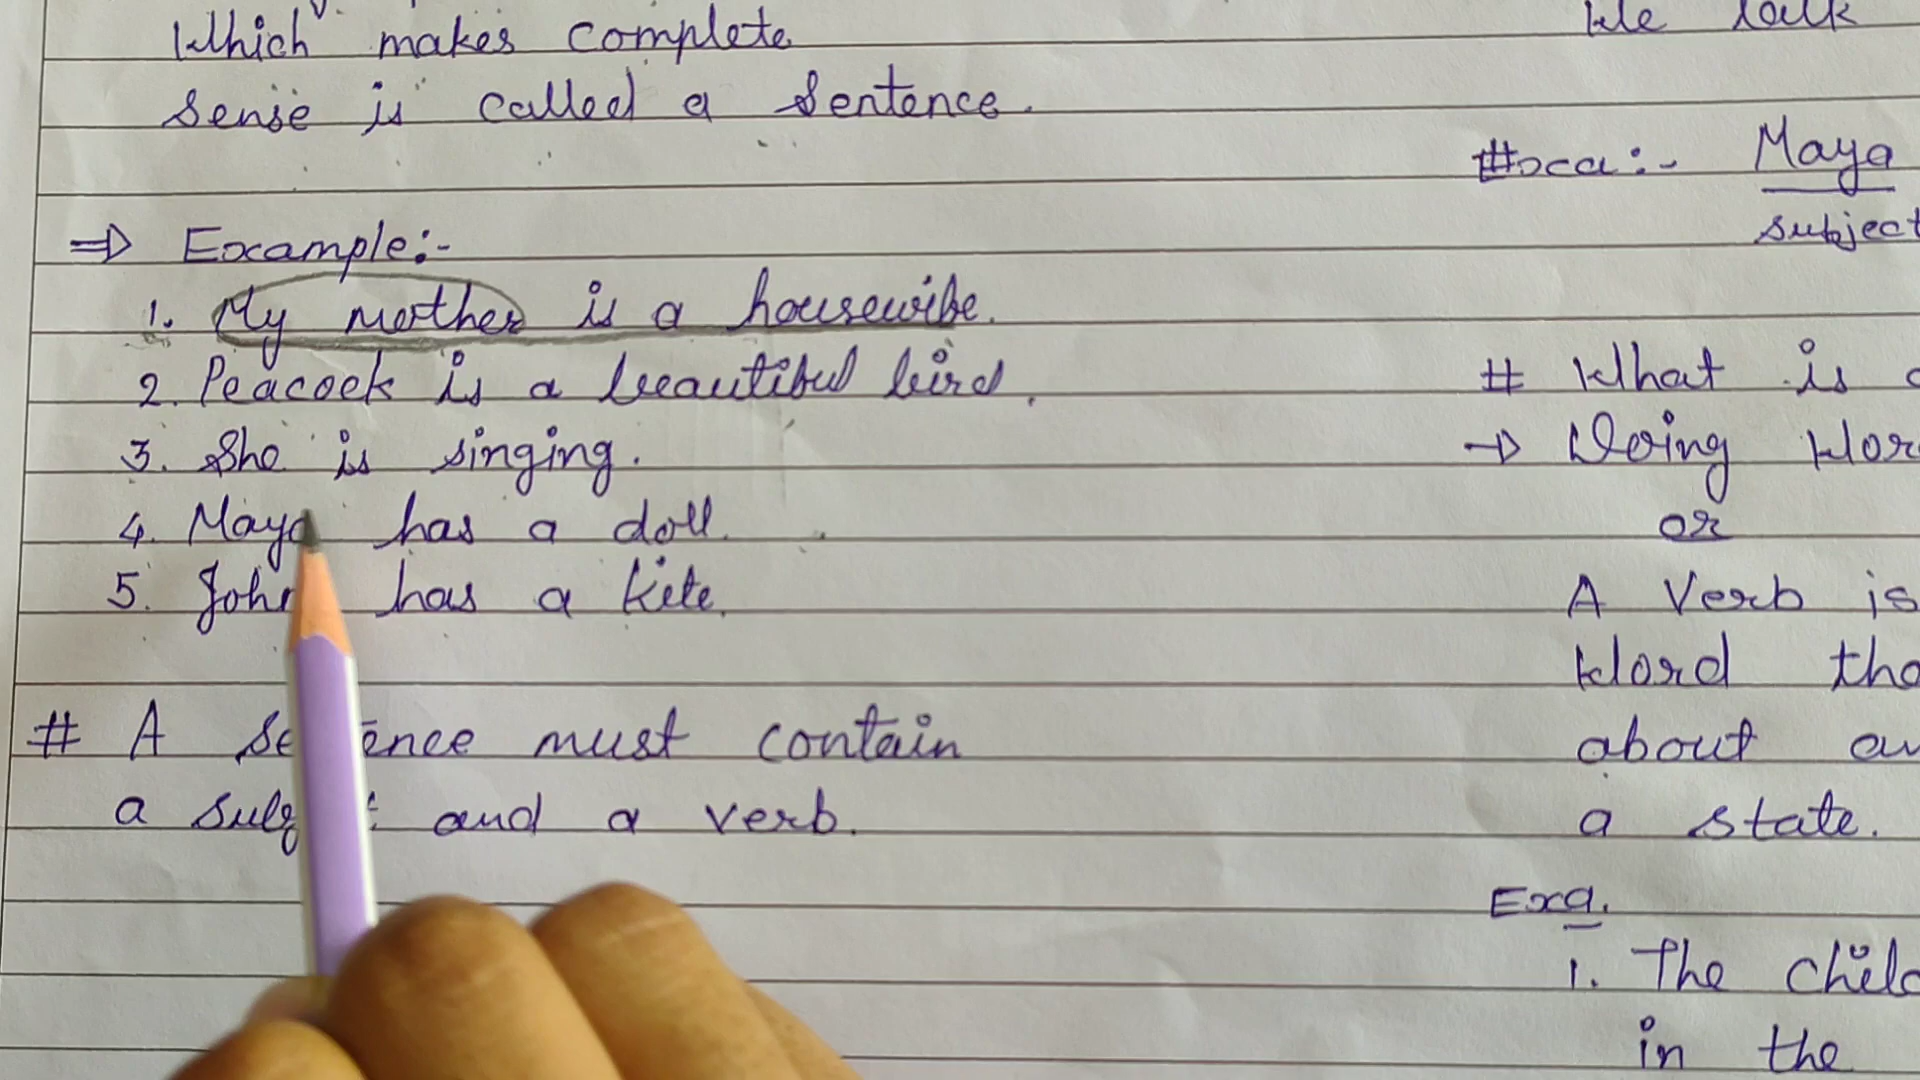 Which makes complete
sense is called a sentence.
⇒ Example:-
1. My mother is a housewife.
2. Peacock is a beautiful bird.
3. She is singing.
4. Maya has a doll.
5. John has a kite.
# A sentence must contain
a subject and a verb.
We talk
#Exa:- Maya
subject
# What is
→ Doing Wor
or
A Verb is
Word tha
about an
a state.
Exa.
1. The Child
in the